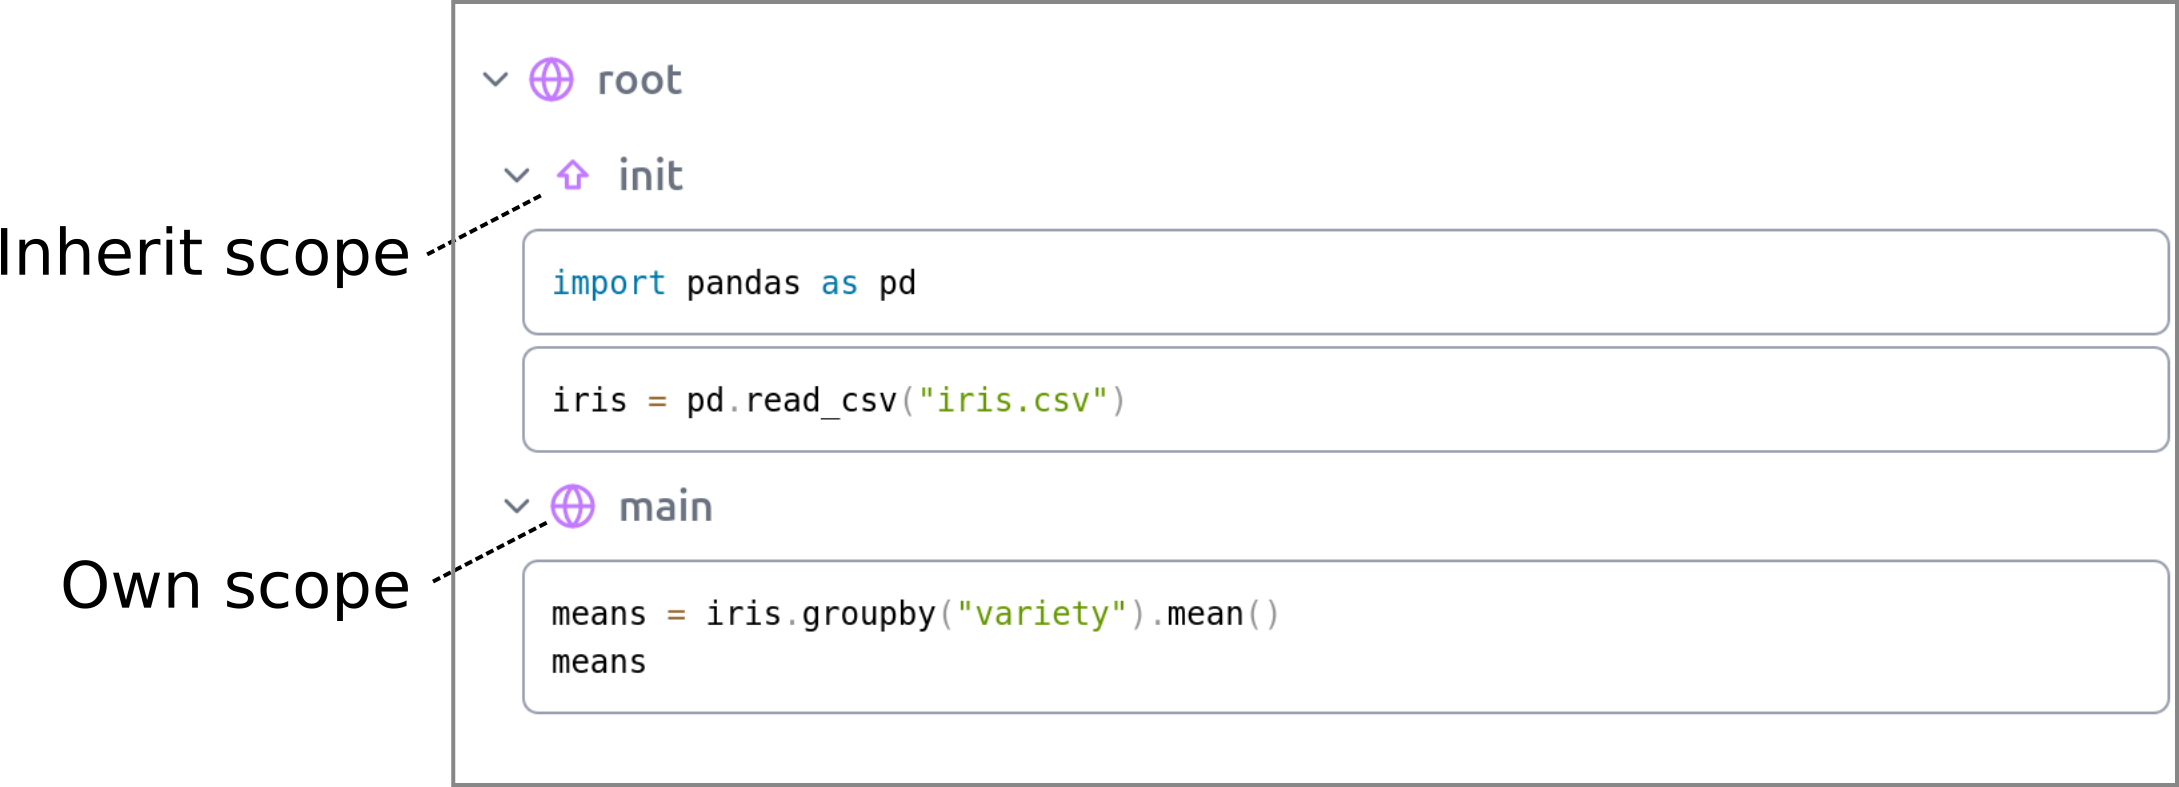 root
init
Inherit scope
import pandas as pd
iris = pd.read_csv("iris.csv")
main
Own scope
means = iris.groupby("variety").mean()
means